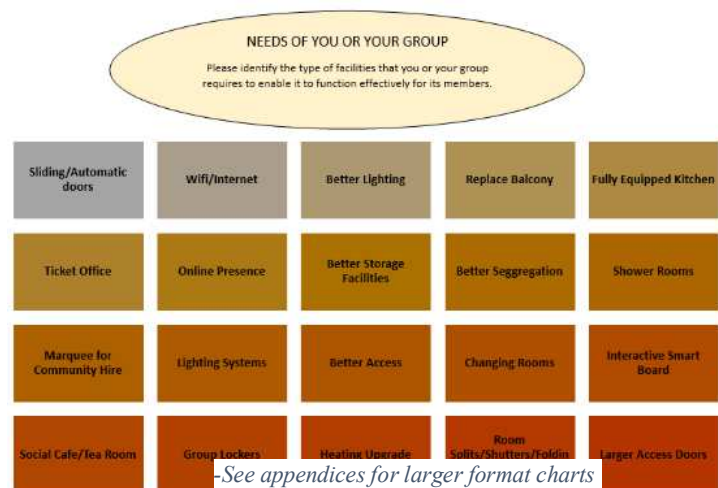 NEEDS OF YOU OR YOUR GROUP
Please identify the type of facilities that you or your group
requires to enable it to function effectively for its members.
Sliding/Automatic
doors
Wifi/Internet
Better Lighting
Replace Balcony
Fully Equipped Kitchen
Ticket Office
Online Presence
Better Storage
Facilities
Better Seggregation
Shower Rooms
Marquee for
Community Hire
Lighting Systems
Better Access
Changing Rooms
Interactive Smart
Board
Social Cafe/Tea Room
Group Lockers
Heating Upgrade
Room
Splits/Shutters/Foldin
Larger Access Doors
-See appendices for larger format charts